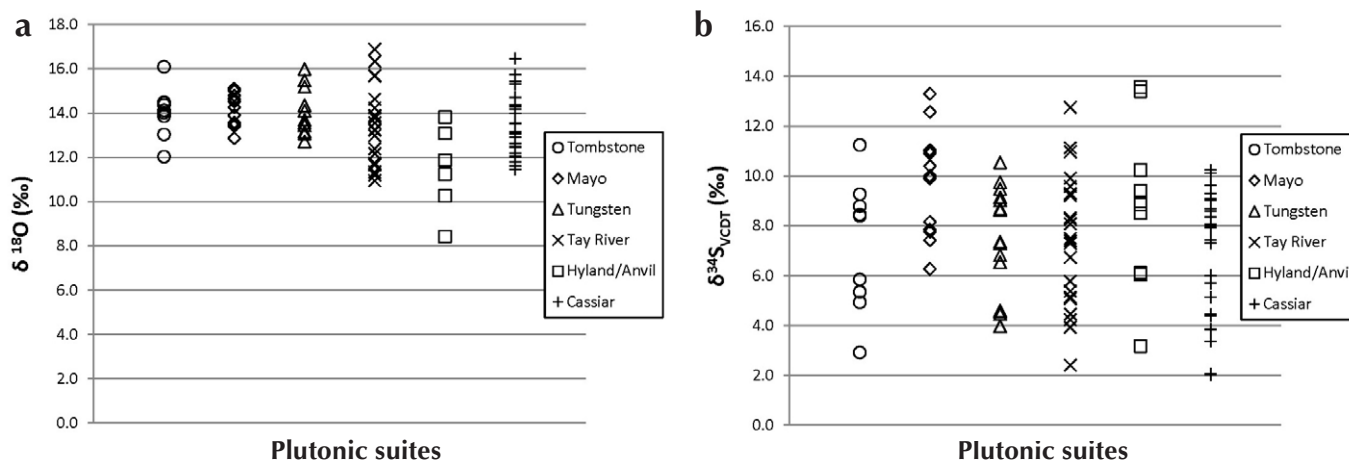 a
18.0
16.0
14.0
12.0
10.0
8.0
6.0
4.0
2.0
0.0
δ ¹⁸O (‰)
Tombstone
Mayo
Tungsten
Tay River
Hyland/Anvil
Cassiar
Plutonic suites
b
16.0
14.0
12.0
10.0
8.0
6.0
4.0
2.0
0.0
δ³⁴S_VCDT (‰)
Tombstone
Mayo
Tungsten
Tay River
Hyland/Anvil
Cassiar
Plutonic suites